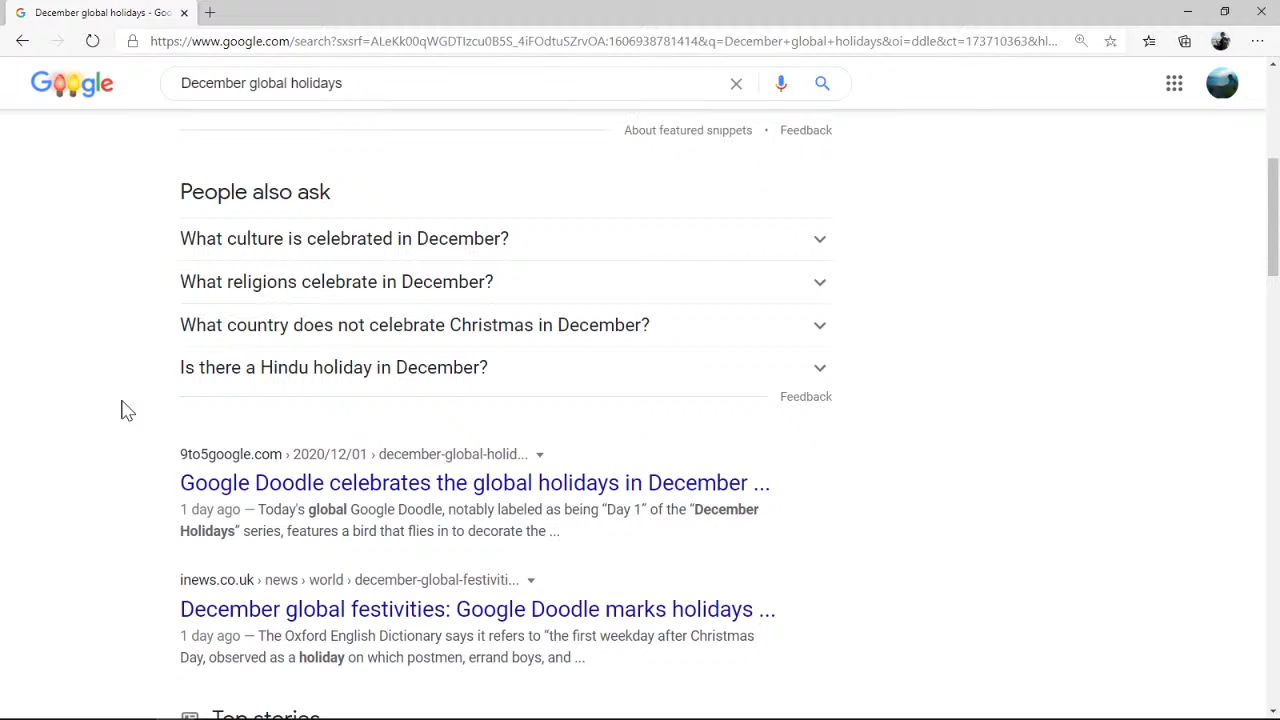 December global holidays - Goo
https://www.google.com/search?sxsrf=ALeKk00qWGDTIzcu0B5S_4iFOdtuSZrvOA:1606938781414&q=December+global+holidays&oi=ddle&ct=173710363&hl...
Google
December global holidays
About featured snippets • Feedback
People also ask
What culture is celebrated in December?
What religions celebrate in December?
What country does not celebrate Christmas in December?
Is there a Hindu holiday in December?
Feedback
9to5google.com › 2020/12/01 › december-global-holid...
Google Doodle celebrates the global holidays in December ...
1 day ago — Today's global Google Doodle, notably labeled as being “Day 1” of the “December
Holidays” series, features a bird that flies in to decorate the ...
inews.co.uk › news › world › december-global-festiviti...
December global festivities: Google Doodle marks holidays ...
1 day ago — The Oxford English Dictionary says it refers to “the first weekday after Christmas
Day, observed as a holiday on which postmen, errand boys, and ...
Top stories